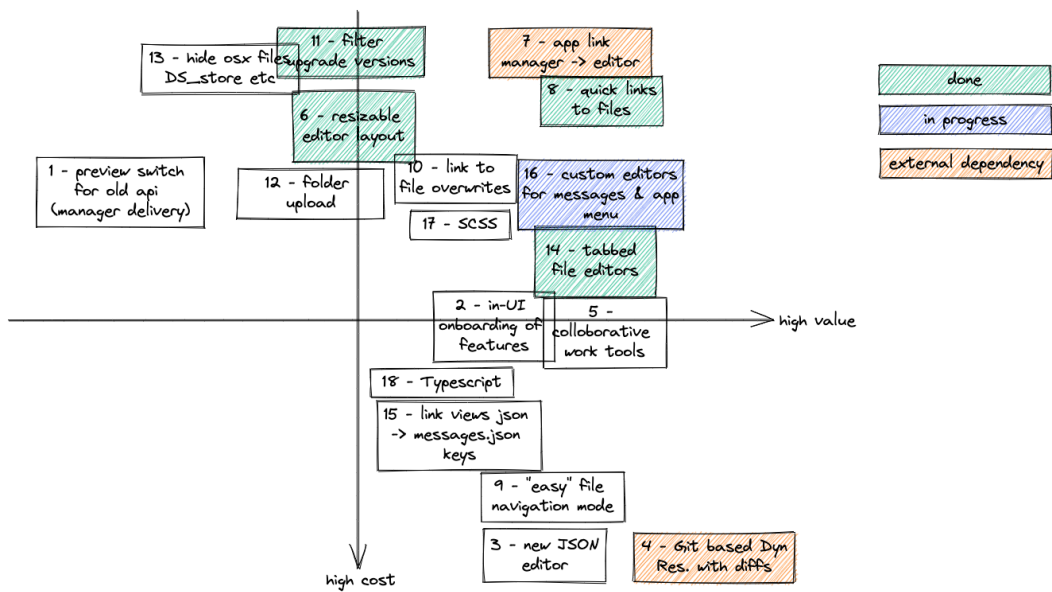 11 - filter
upgrade versions
13 - hide osx files
DS_store etc
7 - app link
manager -> editor
8 - quick links
to files
done
6 - resizable
editor layout
in progress
external dependency
1 - preview switch
for old api
(manager delivery)
12 - folder
upload
10 - link to
file overwrites
16 - custom editors
for messages & app
menu
17 - SCSS
14 - tabbed
file editors
2 - in-UI
onboarding of
features
5 -
colloborative
work tools
high value
18 - Typescript
15 - link views json
-> messages.json
keys
9 - "easy" file
navigation mode
3 - new JSON
editor
4 - Git based Dyn
Res. with diffs
high cost